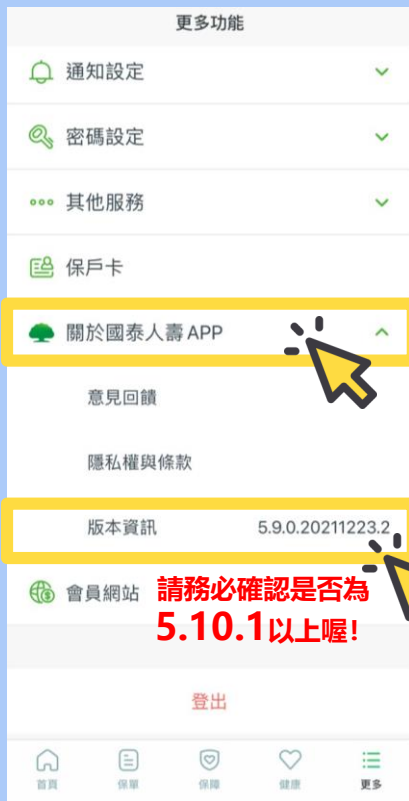 更多功能
通知設定
密碼設定
其他服務
保戶卡
關於國泰人壽 APP
意見回饋
隱私權與條款
版本資訊 5.9.0.20211223.2
會員網站
請務必確認是否為
5.10.1以上喔!
登出
首頁 保單 保障 健康 更多